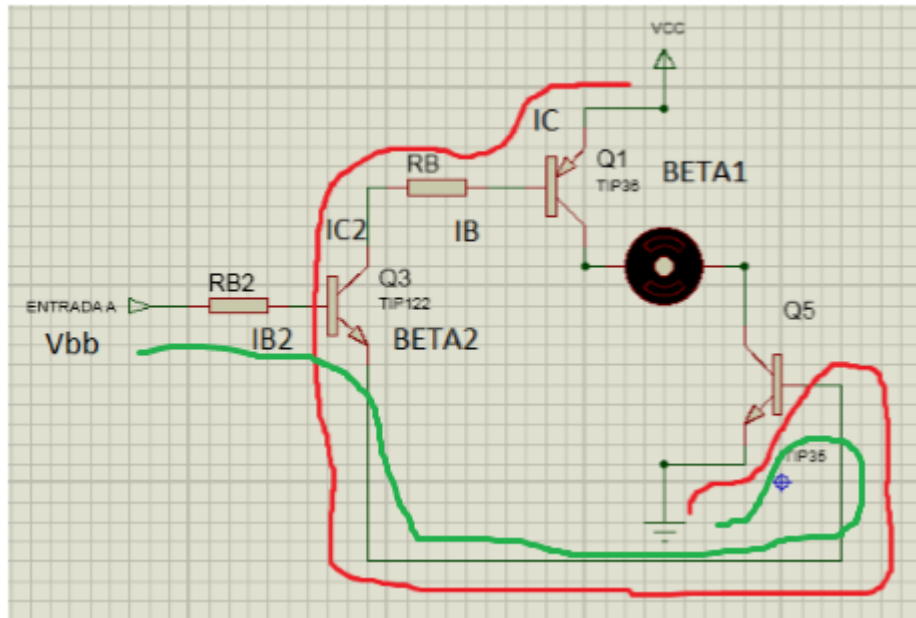 VCC
IC
Q1
BETA1
TIP36
RB
IC2
IB
Q3
RB2
TIP122
ENTRADA A
Q5
Vbb
IB2
BETA2
TIP35